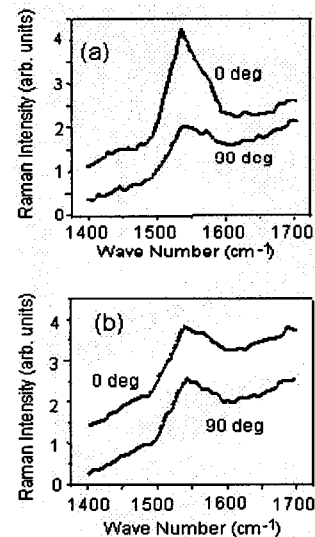 (a)
Raman Intensity (arb. units)
4
3
2
1
0
0 deg
90 deg
1400 1500 1600 1700
Wave Number (cm-1)
(b)
Raman Intensity (arb. units)
4
3
2
1
0
0 deg
90 deg
1400 1500 1600 1700
Wave Number (cm-1)